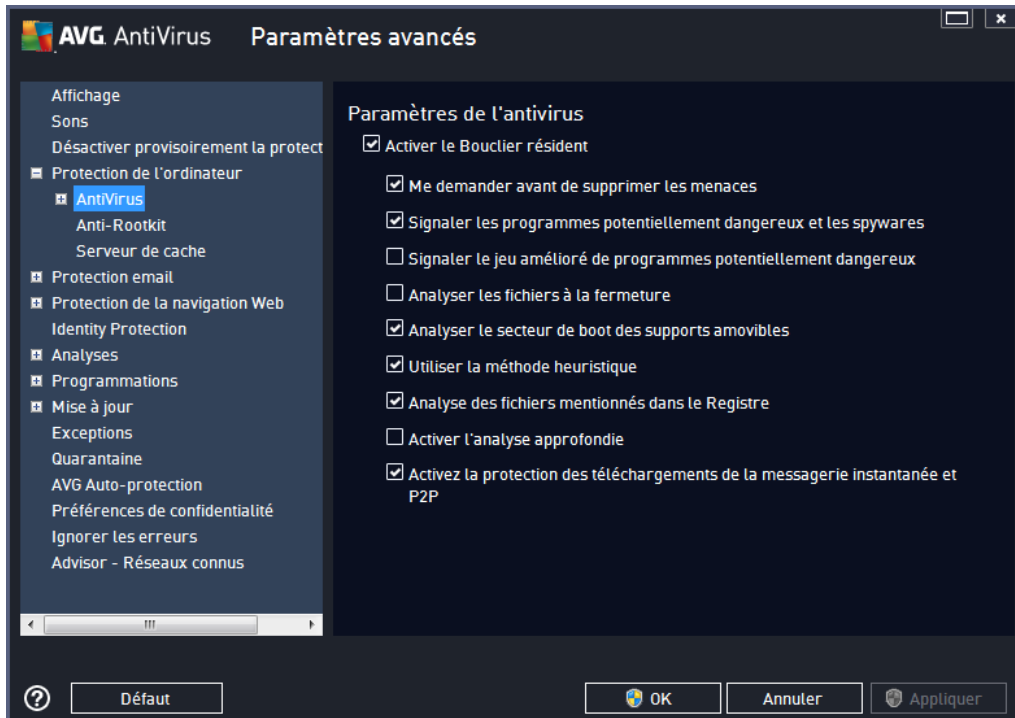 AVG AntiVirus Paramètres avancés
Affichage
Sons
Désactiver provisoirement la protect
Protection de l'ordinateur
AntiVirus
Anti-Rootkit
Serveur de cache
Protection email
Protection de la navigation Web
Identity Protection
Analyses
Programmations
Mise à jour
Exceptions
Quarantaine
AVG Auto-protection
Préférences de confidentialité
Ignorer les erreurs
Advisor - Réseaux connus
Paramètres de l'antivirus
Activer le Bouclier résident
Me demander avant de supprimer les menaces
Signaler les programmes potentiellement dangereux et les spywares
Signaler le jeu amélioré de programmes potentiellement dangereux
Analyser les fichiers à la fermeture
Analyser le secteur de boot des supports amovibles
Utiliser la méthode heuristique
Analyse des fichiers mentionnés dans le Registre
Activer l'analyse approfondie
Activez la protection des téléchargements de la messagerie instantanée et
P2P
? Défaut OK Annuler Appliquer